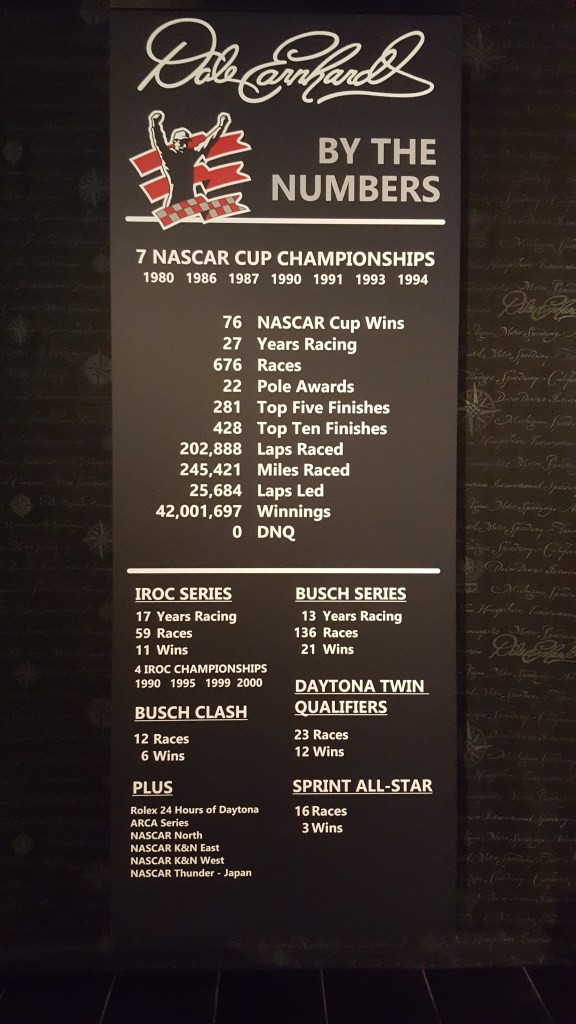 Dale Earnhardt
BY THE
NUMBERS
7 NASCAR CUP CHAMPIONSHIPS
1980 1986 1987 1990 1991 1993 1994
76 NASCAR Cup Wins
27 Years Racing
676 Races
22 Pole Awards
281 Top Five Finishes
428 Top Ten Finishes
202,888 Laps Raced
245,421 Miles Raced
25,684 Laps Led
42,001,697 Winnings
0 DNQ
IROC SERIES
17 Years Racing
59 Races
11 Wins
4 IROC CHAMPIONSHIPS
1990 1995 1999 2000
BUSCH CLASH
12 Races
6 Wins
PLUS
Rolex 24 Hours of Daytona
ARCA Series
NASCAR North
NASCAR K&N East
NASCAR K&N West
NASCAR Thunder - Japan
BUSCH SERIES
13 Years Racing
136 Races
21 Wins
DAYTONA TWIN
QUALIFIERS
23 Races
12 Wins
SPRINT ALL-STAR
16 Races
3 Wins